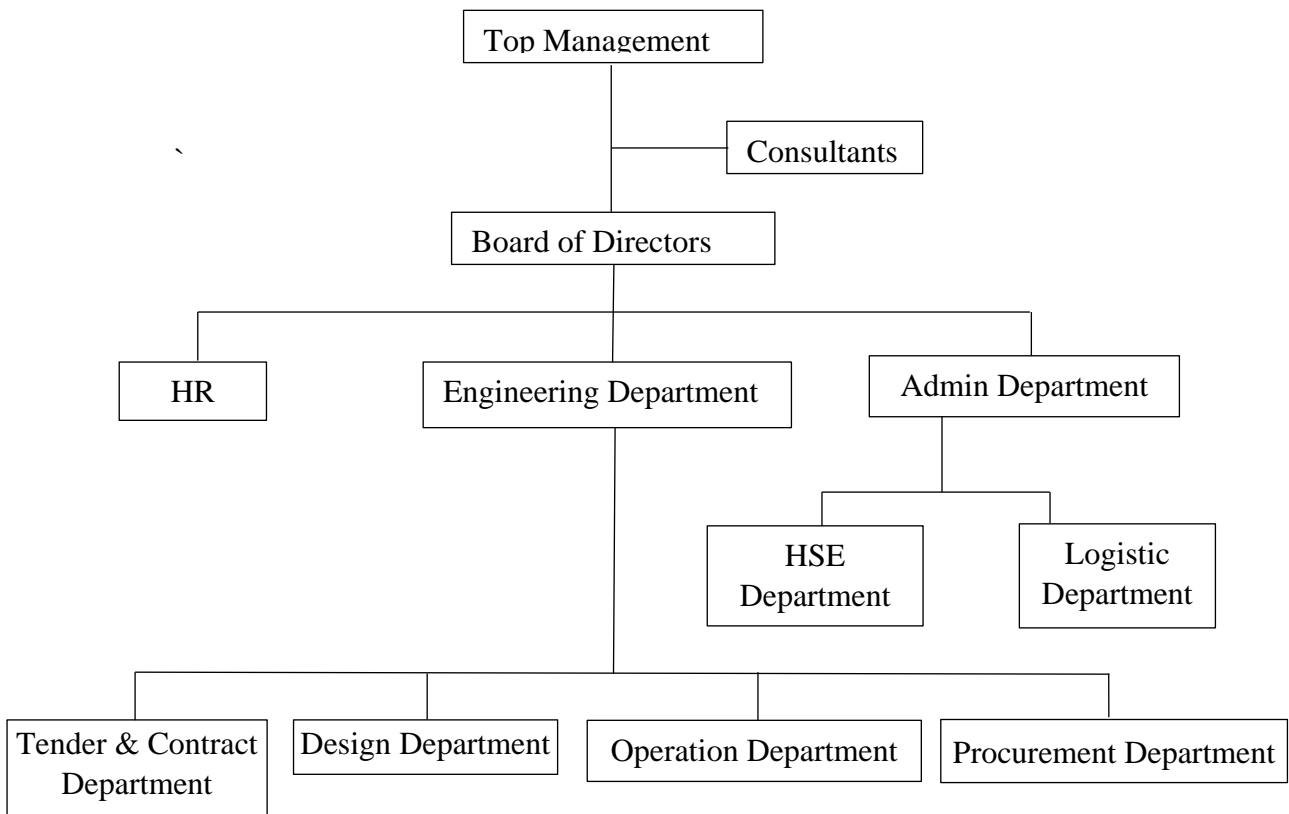 Top Management
`
Consultants
Board of Directors
HR
Engineering Department
Admin Department
HSE
Department
Logistic
Department
Tender & Contract
Department
Design Department
Operation Department
Procurement Department